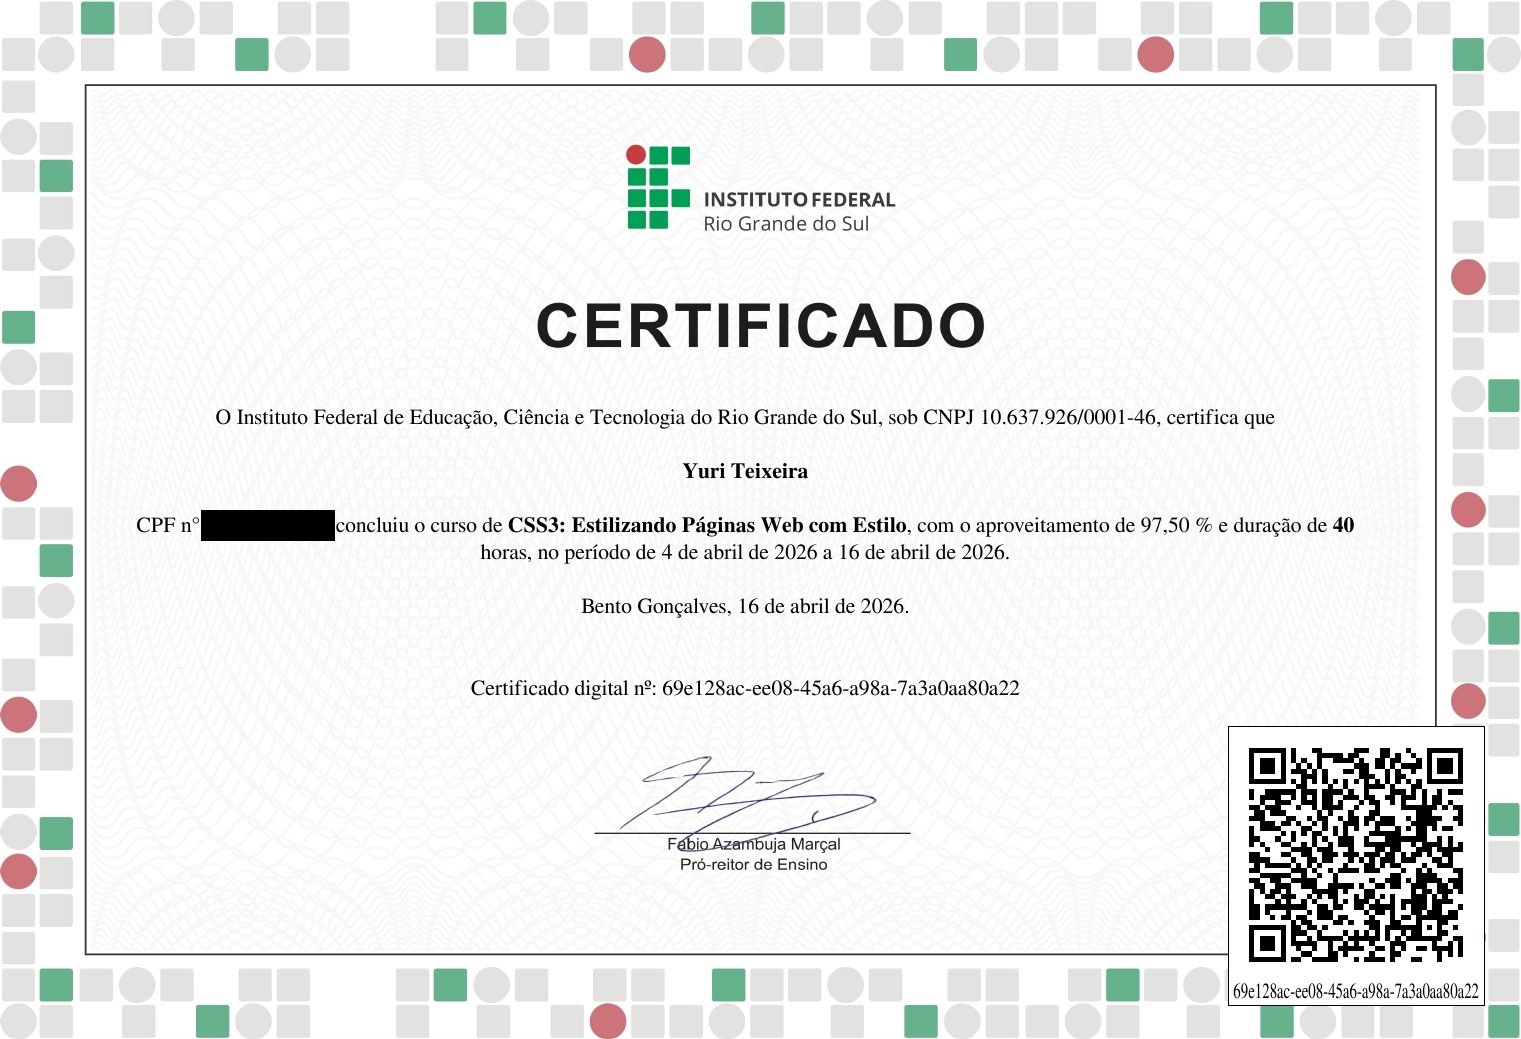 INSTITUTO FEDERAL
Rio Grande do Sul
CERTIFICADO
O Instituto Federal de Educação, Ciência e Tecnologia do Rio Grande do Sul, sob CNPJ 10.637.926/0001-46, certifica que
Yuri Teixeira
CPF n° concluiu o curso de CSS3: Estilizando Páginas Web com Estilo, com o aproveitamento de 97,50 % e duração de 40
horas, no período de 4 de abril de 2026 a 16 de abril de 2026.
Bento Gonçalves, 16 de abril de 2026.
Certificado digital nº: 69e128ac-ee08-45a6-a98a-7a3a0aa80a22
Fábio Azambuja Marçal
Pró-reitor de Ensino
69e128ac-ee08-45a6-a98a-7a3a0aa80a22